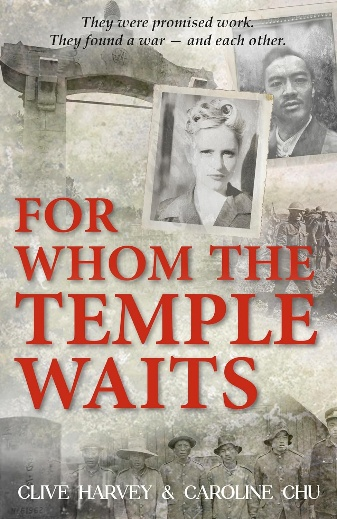 They were promised work.
They found a war — and each other.
FOR
WHOM THE
TEMPLE
WAITS
CLIVE HARVEY & CAROLINE CHU